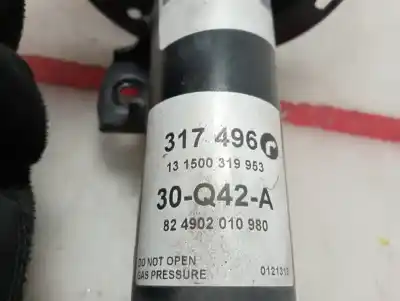 317 496 r
13 1500 319 953
30-Q42-A
82 4902 010 980
DO NOT OPEN
GAS PRESSURE 0121313